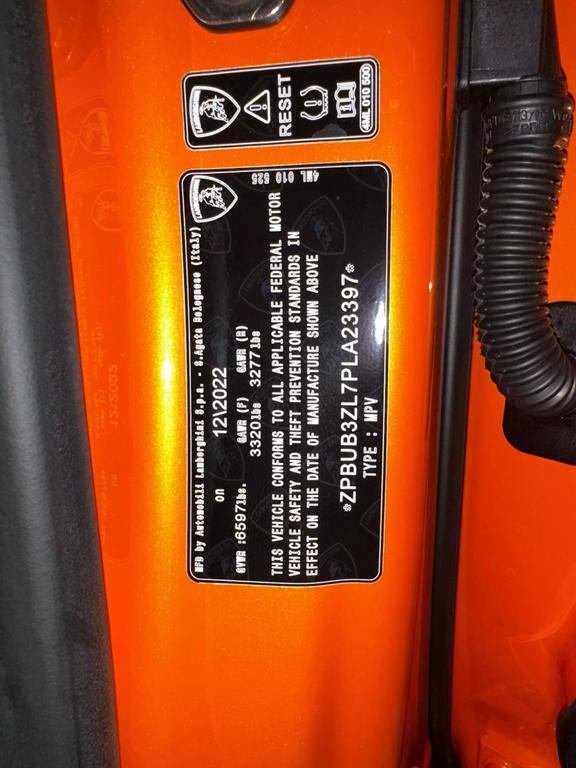 LAMBORGHINI
RESET
4ML 010 500
LAMBORGHINI
4ML 010 525
MFD by Automobili Lamborghini S.p.a. - S.Agata Bolognese (Italy)
on 12\2022
GVWR :6597lbs. GAWR (F) GAWR (R)
3320lbs 3277lbs
THIS VEHICLE CONFORMS TO ALL APPLICABLE FEDERAL MOTOR
VEHICLE SAFETY AND THEFT PREVENTION STANDARDS IN
EFFECT ON THE DATE OF MANUFACTURE SHOWN ABOVE
*ZPBUB3ZL7PLA23397*
TYPE : MPV